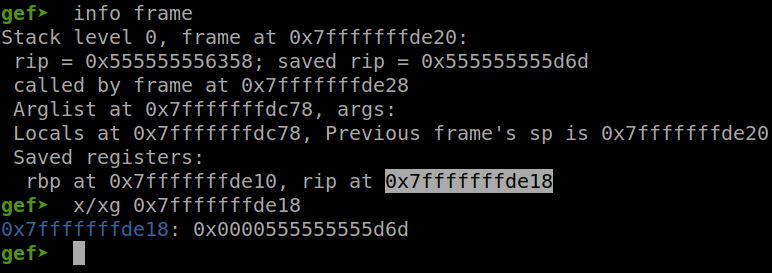 gef➤  info frame
Stack level 0, frame at 0x7fffffffde20:
 rip = 0x555555556358; saved rip = 0x555555555d6d
 called by frame at 0x7fffffffde28
 Arglist at 0x7fffffffdc78, args:
 Locals at 0x7fffffffdc78, Previous frame's sp is 0x7fffffffde20
 Saved registers:
  rbp at 0x7fffffffde10, rip at 0x7fffffffde18
gef➤  x/xg 0x7fffffffde18
0x7fffffffde18: 0x0000555555555d6d
gef➤